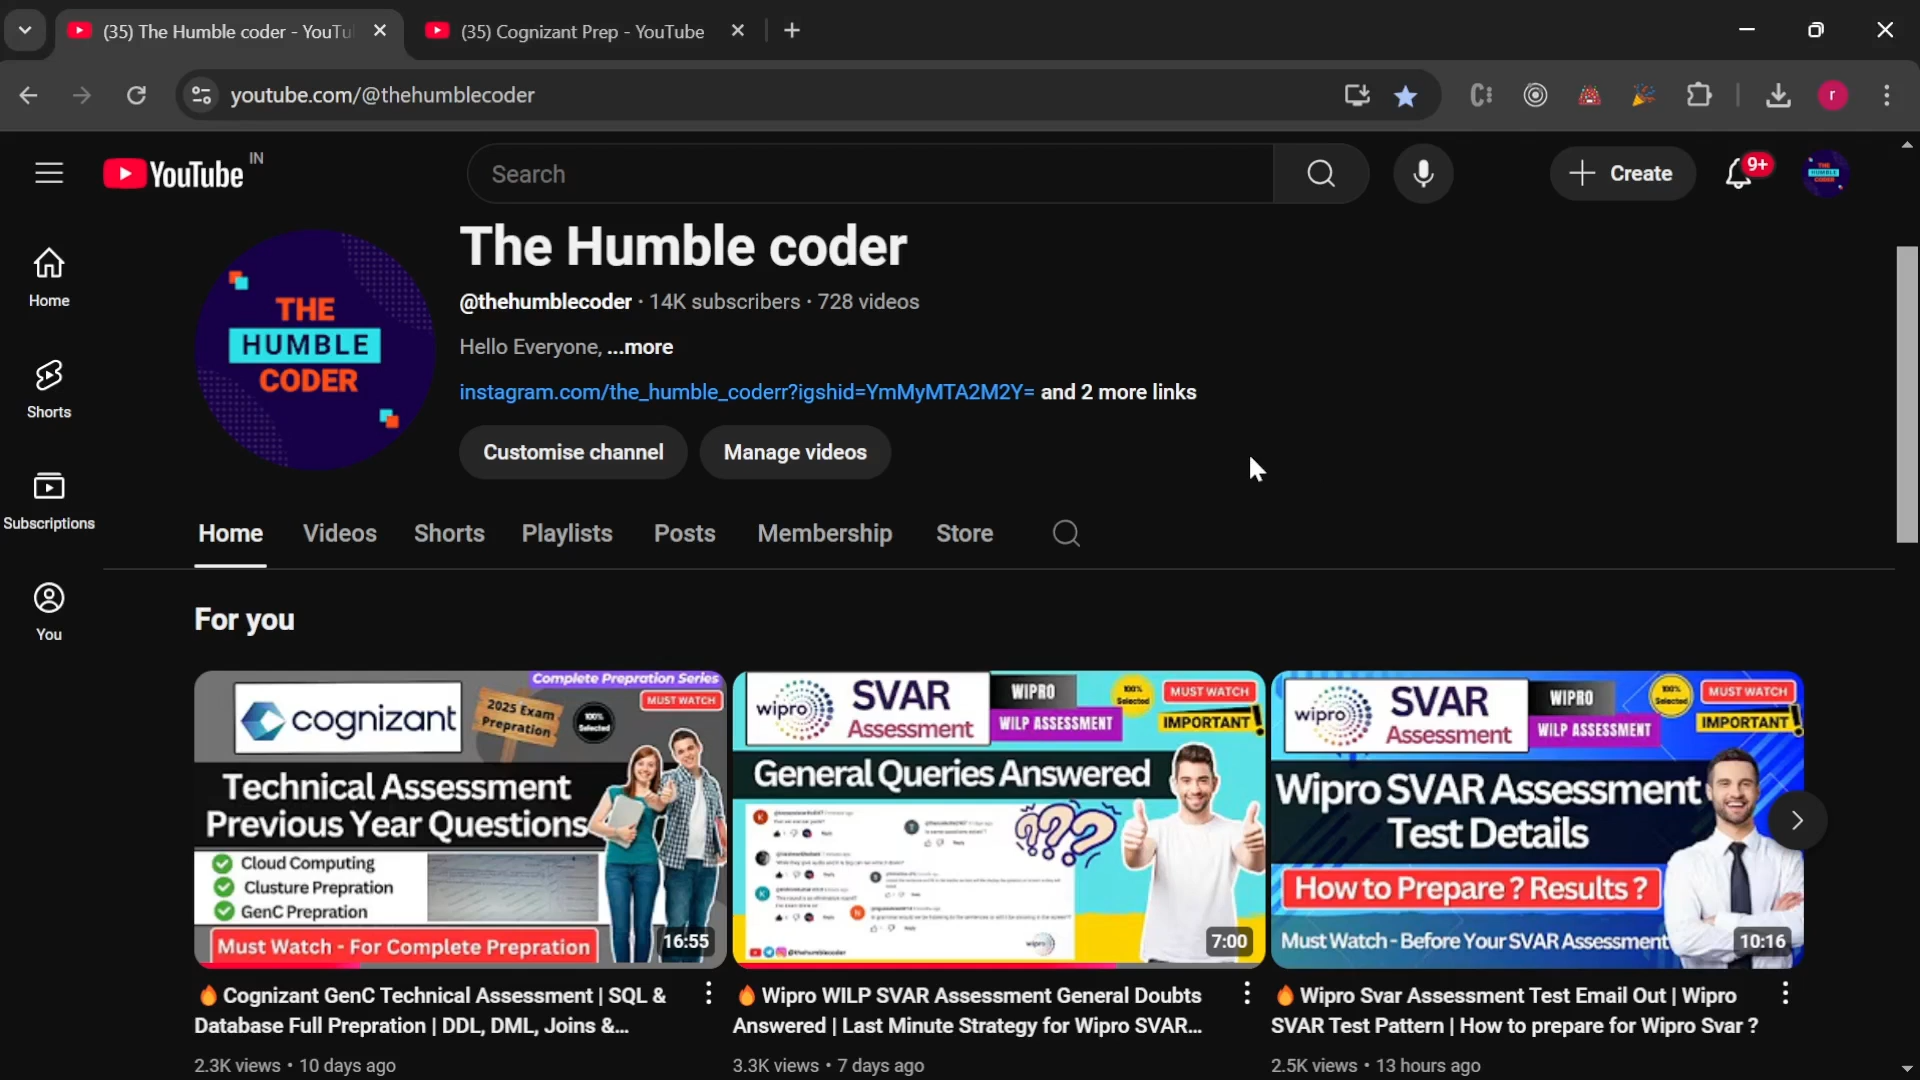 (35) The Humble coder - YouTu
(35) Cognizant Prep - YouTube
youtube.com/@thehumblecoder
r
YouTube IN
Search
Create
9+
Home
Shorts
Subscriptions
You
THE
HUMBLE
CODER
The Humble coder
@thehumblecoder · 14K subscribers · 728 videos
Hello Everyone, ...more
instagram.com/the_humble_coderr?igshid=YmMyMTA2M2Y= and 2 more links
Customise channel
Manage videos
Home Videos Shorts Playlists Posts Membership Store
For you
Complete Prepration Series
cognizant
2025 Exam
Preparation
100%
Selected
MUST WATCH
Technical Assessment
Previous Year Questions
Cloud Computing
Clusture Prepration
GenC Prepration
Must Watch - For Complete Prepration
16:55
🔥 Cognizant GenC Technical Assessment | SQL &
Database Full Prepration | DDL, DML, Joins &...
2.3K views • 10 days ago
wipro
SVAR
Assessment
WIPRO
WILP ASSESSMENT
100%
Selected
MUST WATCH
IMPORTANT!
General Queries Answered
???
wipro
@thehumblecoder
7:00
🔥 Wipro WILP SVAR Assessment General Doubts
Answered | Last Minute Strategy for Wipro SVAR...
3.3K views • 7 days ago
wipro
SVAR
Assessment
WIPRO
WILP ASSESSMENT
100%
Selected
MUST WATCH
IMPORTANT!
Wipro SVAR Assessment
Test Details
How to Prepare ? Results ?
Must Watch - Before Your SVAR Assessment
10:16
🔥 Wipro Svar Assessment Test Email Out | Wipro
SVAR Test Pattern | How to prepare for Wipro Svar ?
2.5K views • 13 hours ago